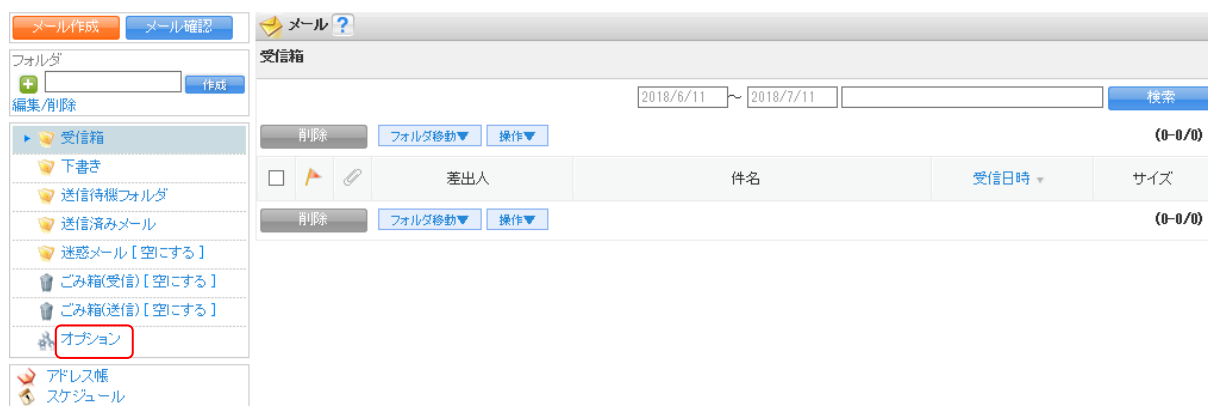 メール作成 メール確認
フォルダ
作成
編集/削除
受信箱
下書き
送信待機フォルダ
送信済みメール
迷惑メール [ 空にする ]
ごみ箱(受信) [ 空にする ]
ごみ箱(送信) [ 空にする ]
オプション
アドレス帳
スケジュール
メール ?
受信箱
2018/6/11 ～ 2018/7/11 検索
削除 フォルダ移動▼ 操作▼ (0-0/0)
差出人 件名 受信日時 ▼ サイズ
削除 フォルダ移動▼ 操作▼ (0-0/0)